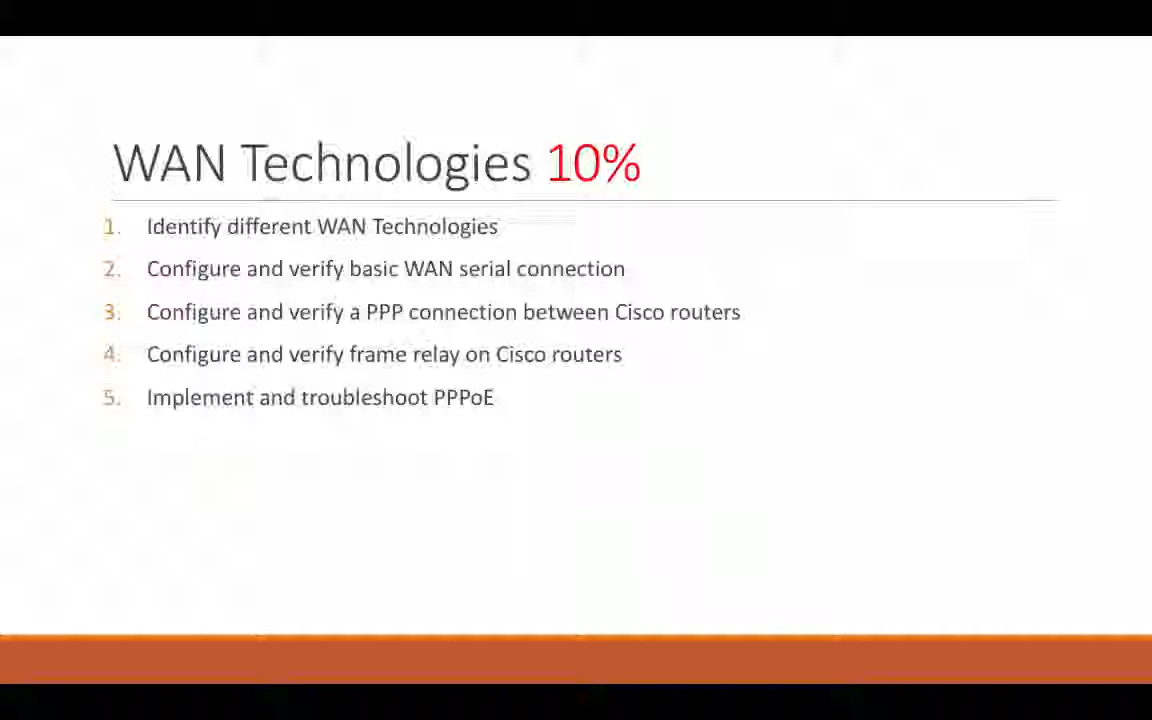 WAN Technologies 10%
1. Identify different WAN Technologies
2. Configure and verify basic WAN serial connection
3. Configure and verify a PPP connection between Cisco routers
4. Configure and verify frame relay on Cisco routers
5. Implement and troubleshoot PPPoE